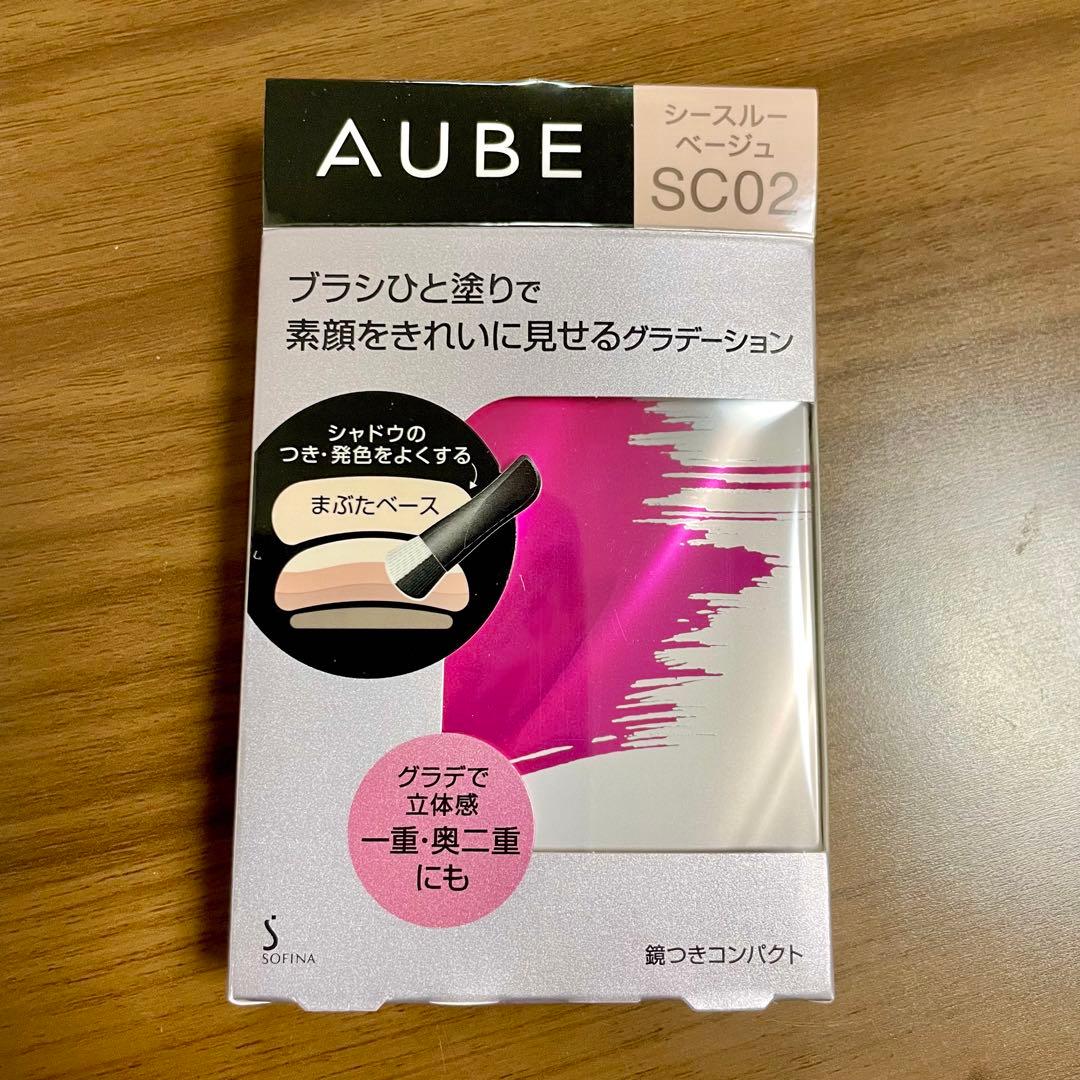 AUBE
シースルー
ベージュ
SC02
ブラシひと塗りで
素顔をきれいに見せるグラデーション
シャドウの
つき・発色をよくする
まぶたベース
グラデで
立体感
一重・奥二重
にも
SOFINA
鏡つきコンパクト